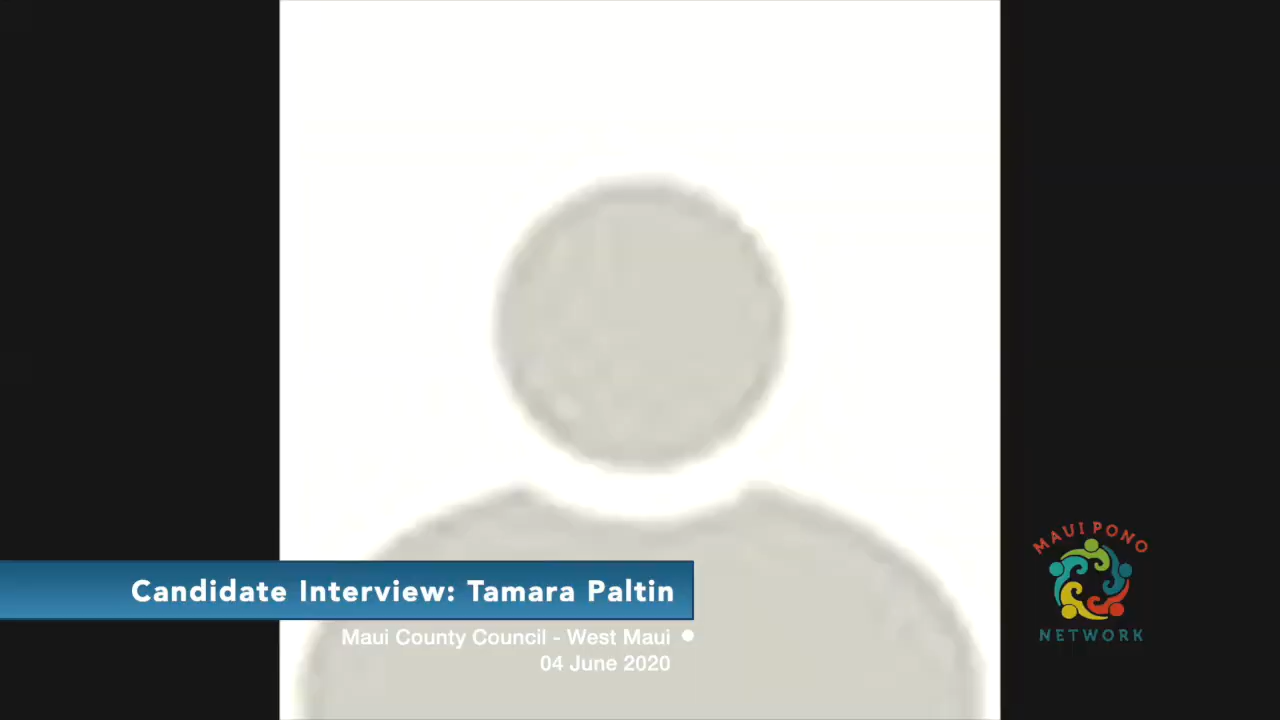 Candidate Interview: Tamara Paltin
Maui County Council - West Maui
04 June 2020
MAUI PONO
NETWORK